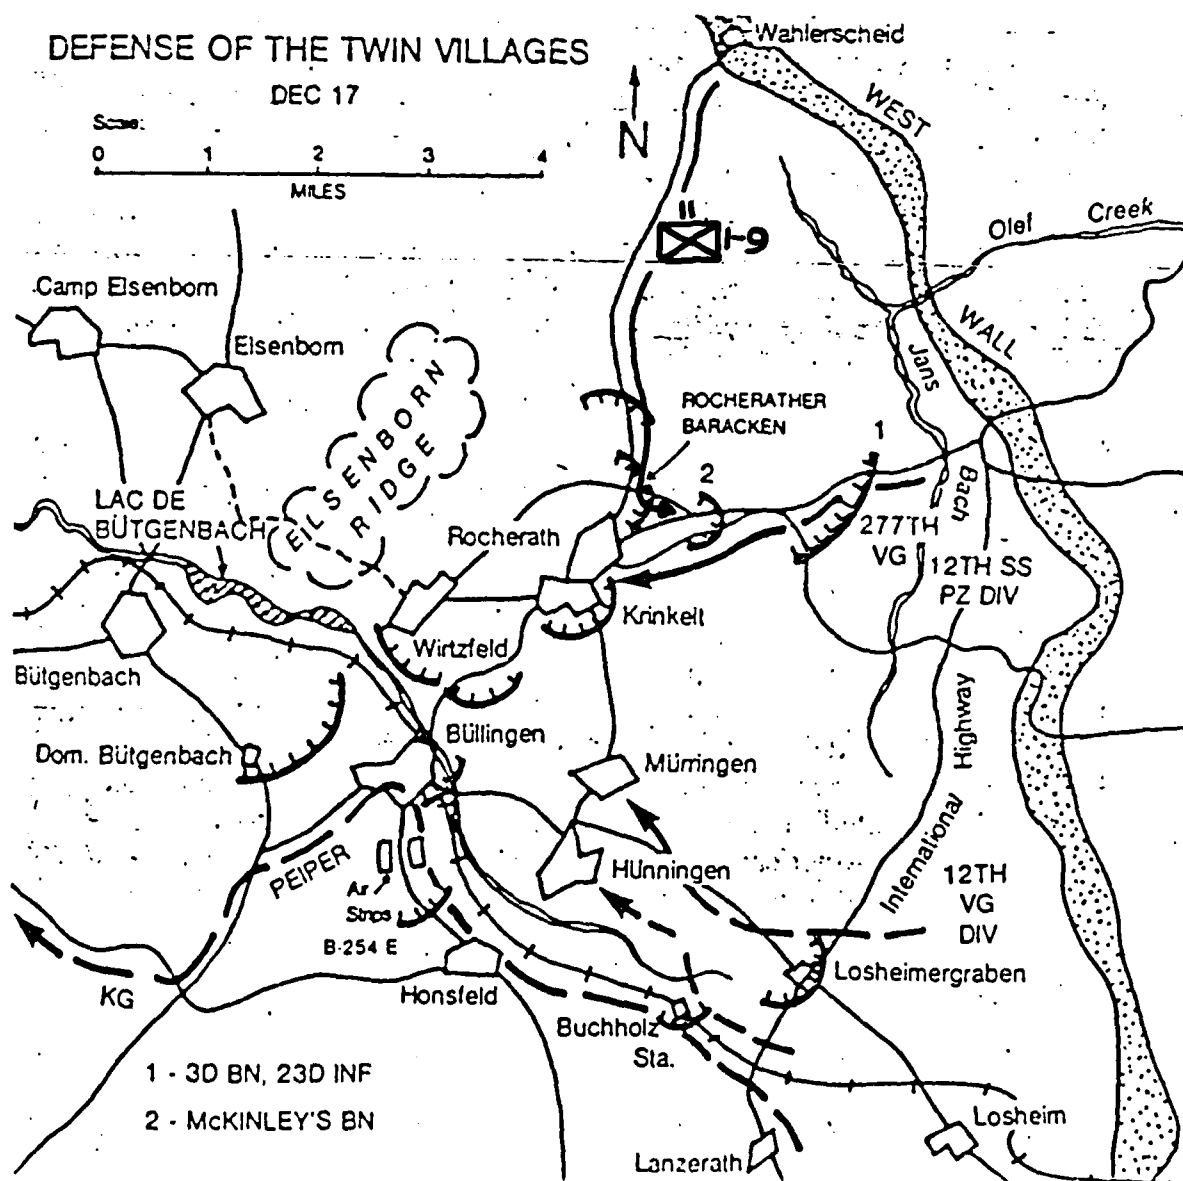 DEFENSE OF THE TWIN VILLAGES
DEC 17
Scale:
0 1 2 3 4
MILES
N
Wahlerscheid
WEST
WALL
Olef Creek
1-9
Camp Elsenborn
Elsenborn
EILSENBORN
RIDGE
ROCHERATHER
BARACKEN
1
2
Jans
Bach
LAC DE
BÜTGENBACH
Rocherath
277TH
VG
12TH SS
PZ DIV
Krinkelt
Wirtzfeld
Bütgenbach
Büllingen
Dom. Bütgenbach
Mürringen
International Highway
PEIPER
Hünningen
Air
Strips
B-254 E
12TH
VG
DIV
Losheimergraben
KG
Honsfeld
Buchholz
Sta.
1 - 3D BN, 23D INF
2 - McKINLEY'S BN
Losheim
Lanzerath